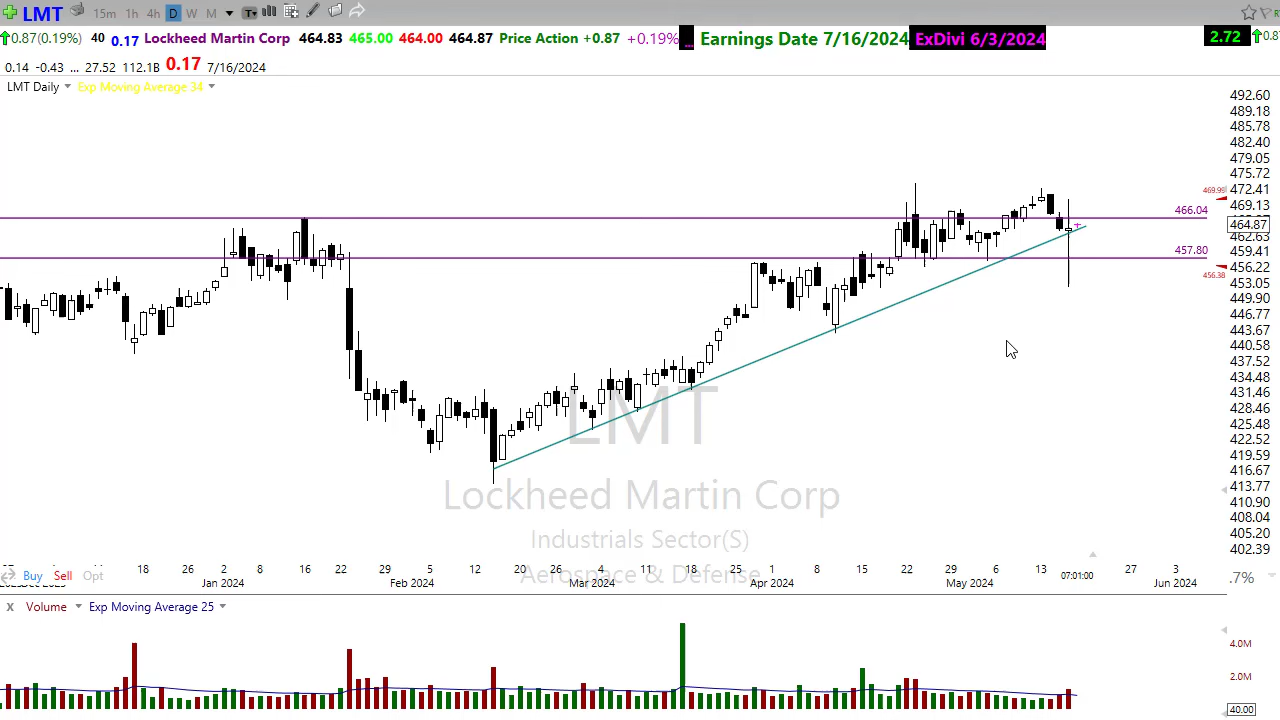 LMT 15m 1h 4h D W M
0.87(0.19%) 40 0.17 Lockheed Martin Corp 464.83 465.00 464.00 464.87 Price Action +0.87 +0.19% ... Earnings Date 7/16/2024 ExDivi 6/3/2024 2.72
0.14 -0.43 ... 27.52 112.1B 0.17 7/16/2024
LMT Daily Exp Moving Average 34
492.60
489.18
485.78
482.40
479.05
475.72
472.41
469.99
469.13
466.04
464.87
462.63
457.80
459.41
456.22
456.38
453.05
449.90
446.77
443.67
440.58
437.52
434.48
431.46
428.46
425.48
422.52
419.59
416.67
413.77
410.90
408.04
405.20
402.39
LMT
Lockheed Martin Corp
Industrials Sector(S)
Aerospace & Defense
18 26 2 8 16 22 29 5 12 20 26 4 11 18 25 1 8 15 22 29 6 13 27 3
Jan 2024 Feb 2024 Mar 2024 Apr 2024 May 2024 07:01:00 Jun 2024
Buy Sell Opt
.7%
X Volume Exp Moving Average 25
4.0M
2.0M
40.00